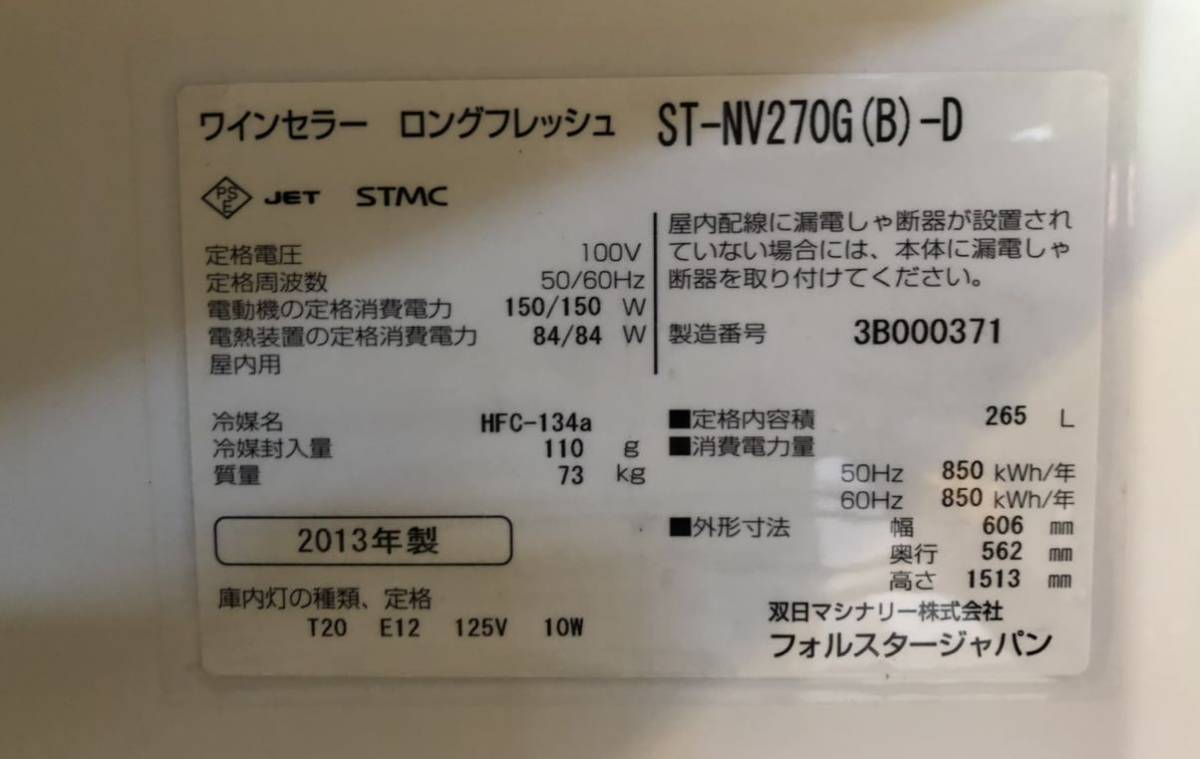 ワインセラー ロングフレッシュ ST-NV270G(B)-D
PSE JET STMC
定格電圧 100V
定格周波数 50/60Hz
電動機の定格消費電力 150/150 W
電熱装置の定格消費電力 84/84 W
屋内用
屋内配線に漏電しゃ断器が設置され
ていない場合には、本体に漏電しゃ
断器を取り付けてください。
製造番号 3B000371
冷媒名 HFC-134a
冷媒封入量 110 g
質量 73 kg
2013年製
庫内灯の種類、定格
T20 E12 125V 10W
■定格内容積 265 L
■消費電力量
50Hz 850 kWh/年
60Hz 850 kWh/年
■外形寸法 幅 606 mm
奥行 562 mm
高さ 1513 mm
双日マシナリー株式会社
フォルスタージャパン